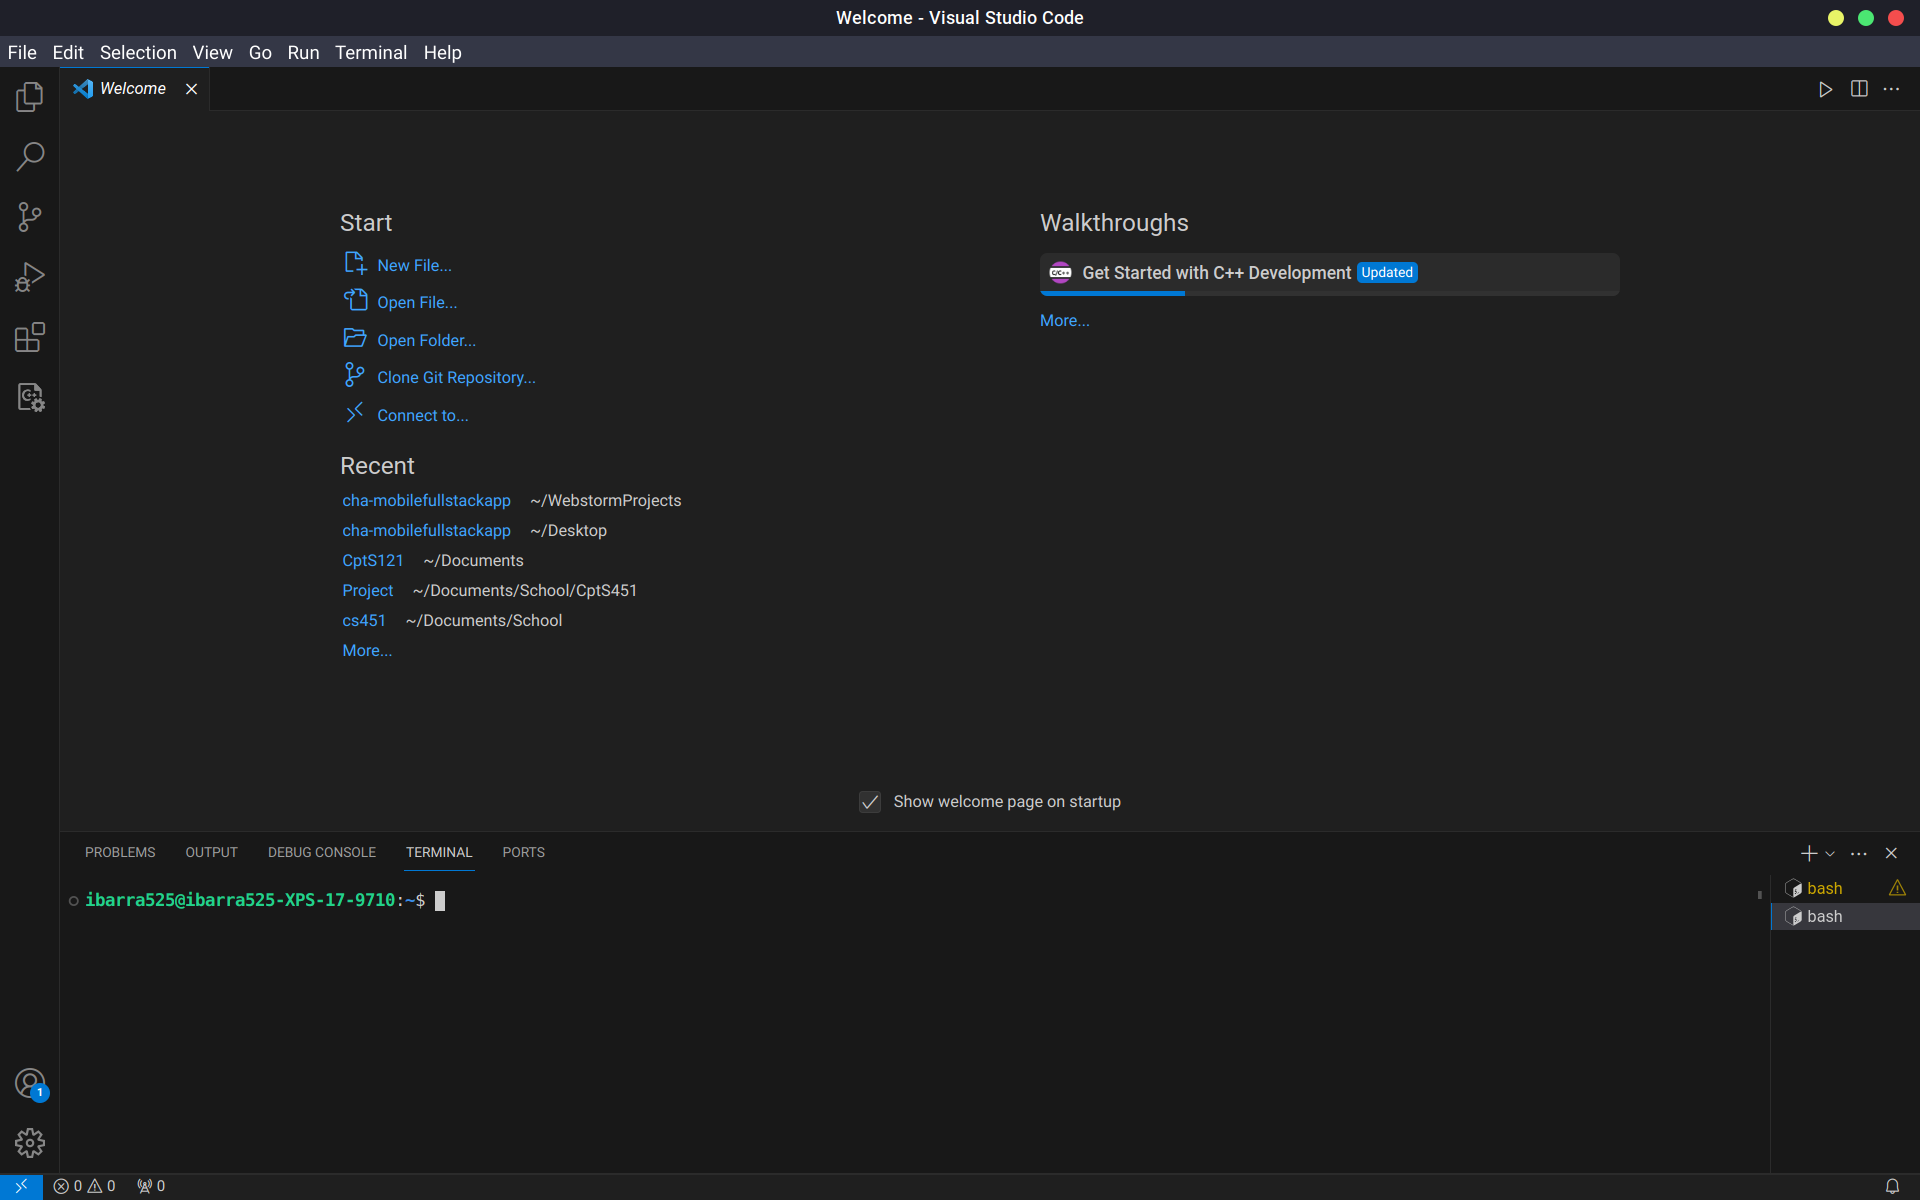 Welcome - Visual Studio Code
File Edit Selection View Go Run Terminal Help
Welcome
Start
New File...
Open File...
Open Folder...
Clone Git Repository...
Connect to...
Recent
cha-mobilefullstackapp ~/WebstormProjects
cha-mobilefullstackapp ~/Desktop
CptS121 ~/Documents
Project ~/Documents/School/CptS451
cs451 ~/Documents/School
More...
Walkthroughs
C/C++ Get Started with C++ Development Updated
More...
Show welcome page on startup
PROBLEMS OUTPUT DEBUG CONSOLE TERMINAL PORTS
ibarra525@ibarra525-XPS-17-9710:~$
bash
bash
C+
1
0 0 0